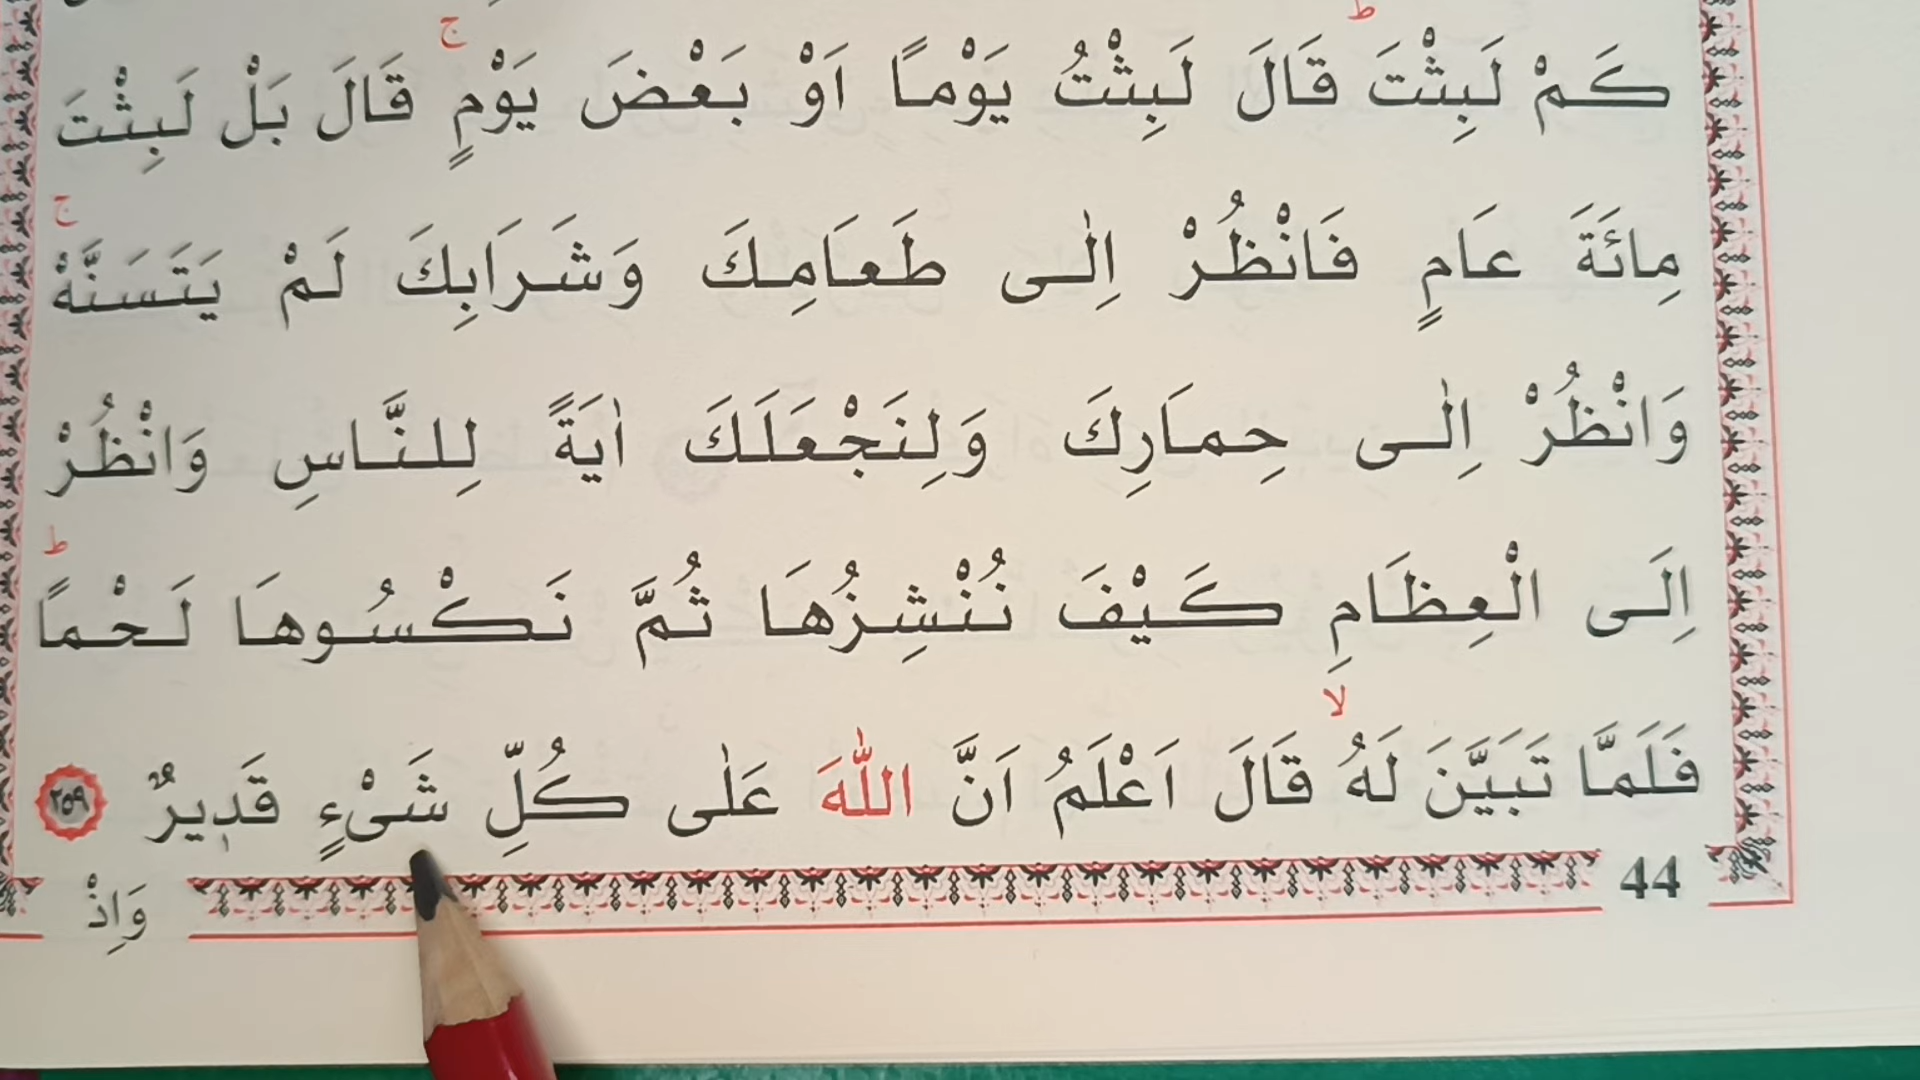 كَمْ لَبِثْتَ ط قَالَ لَبِثْتُ يَوْمًا اَوْ بَعْضَ يَوْمٍ ج قَالَ بَلْ لَبِثْتَ
مِائَةَ عَامٍ فَانْظُرْ اِلٰى طَعَامِكَ وَشَرَابِكَ لَمْ يَتَسَنَّهْ ج
وَانْظُرْ اِلٰى حِمَارِكَ وَلِنَجْعَلَكَ اٰيَةً لِلنَّاسِ وَانْظُرْ
اِلَى الْعِظَامِ كَيْفَ نُنْشِزُهَا ثُمَّ نَكْسُوهَا لَحْمًا ط
فَلَمَّا تَبَيَّنَ لَهُ لا قَالَ اَعْلَمُ اَنَّ اللّٰهَ عَلٰى كُلِّ شَىْءٍ قَدٖيرٌ ٢٥٩
44
وَاِذْ